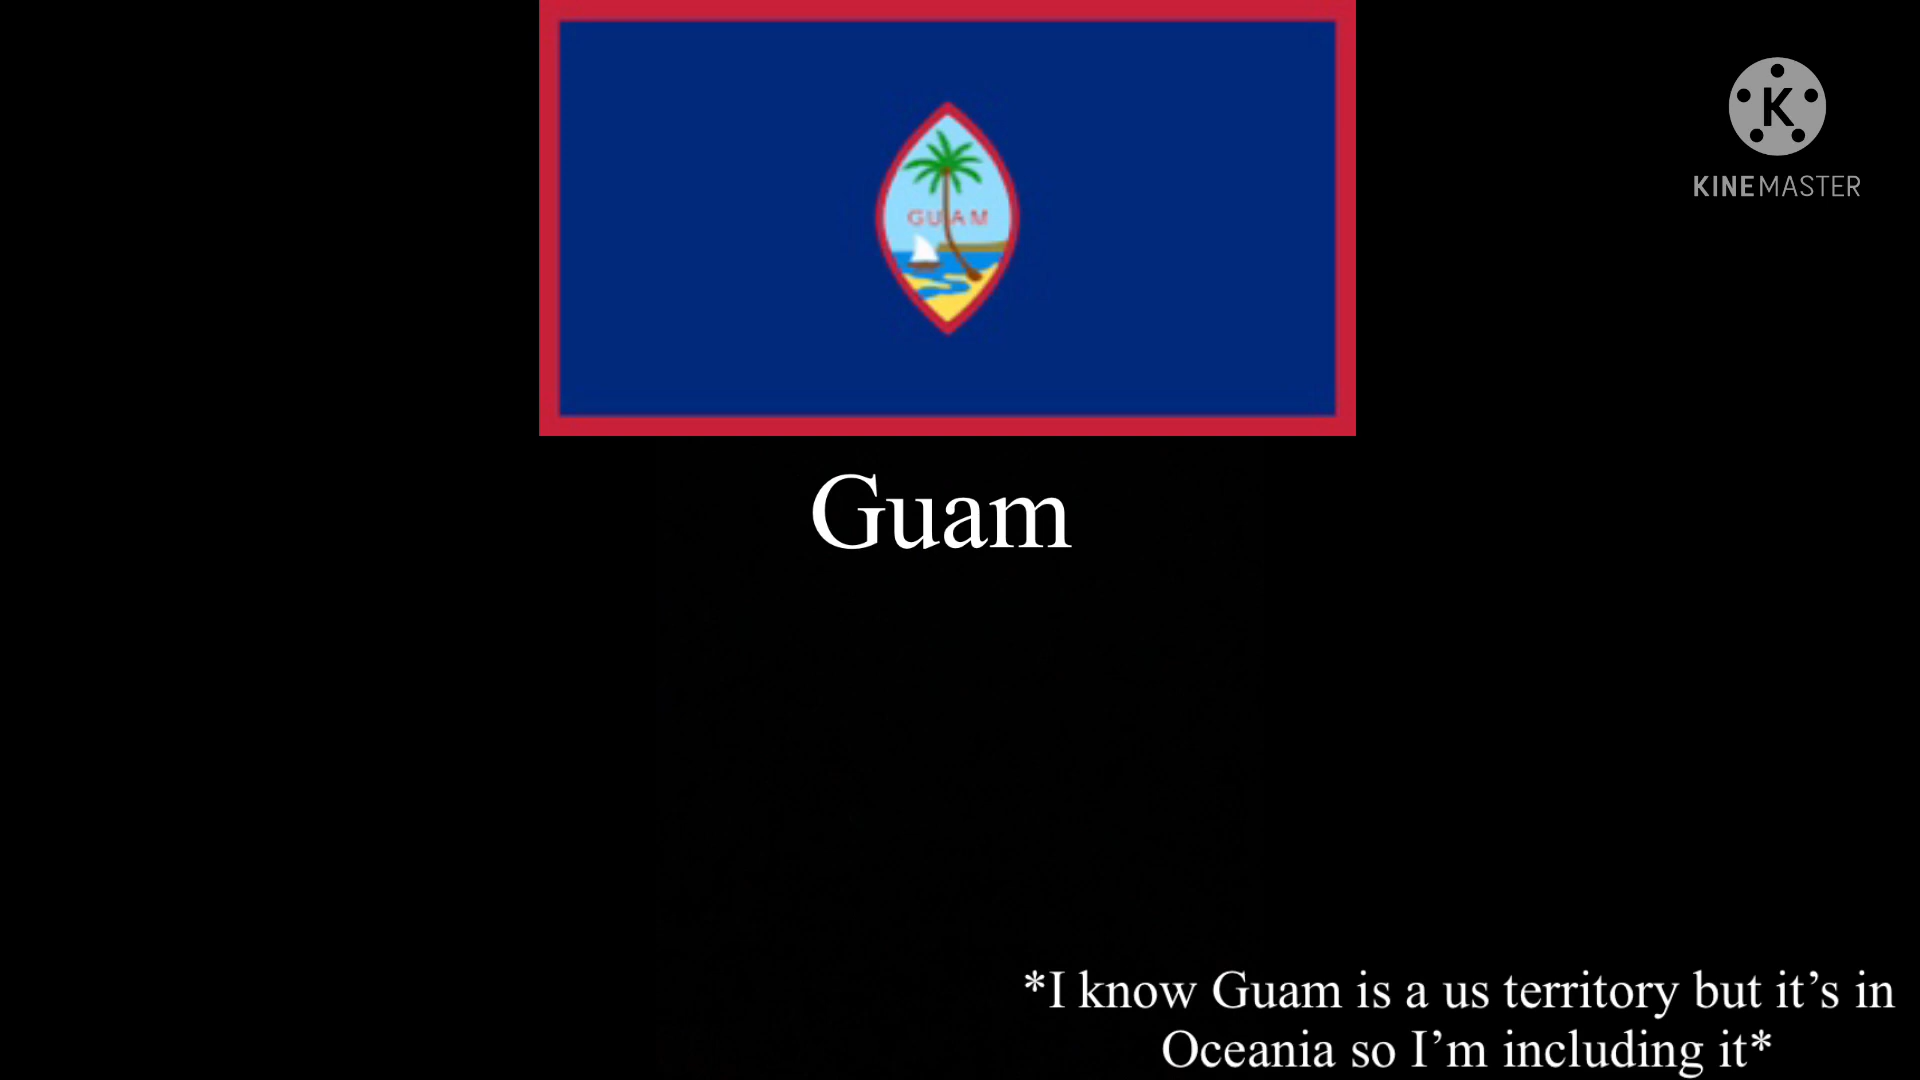 GUAM
KINEMASTER
Guam
*I know Guam is a us territory but it’s in
Oceania so I’m including it*